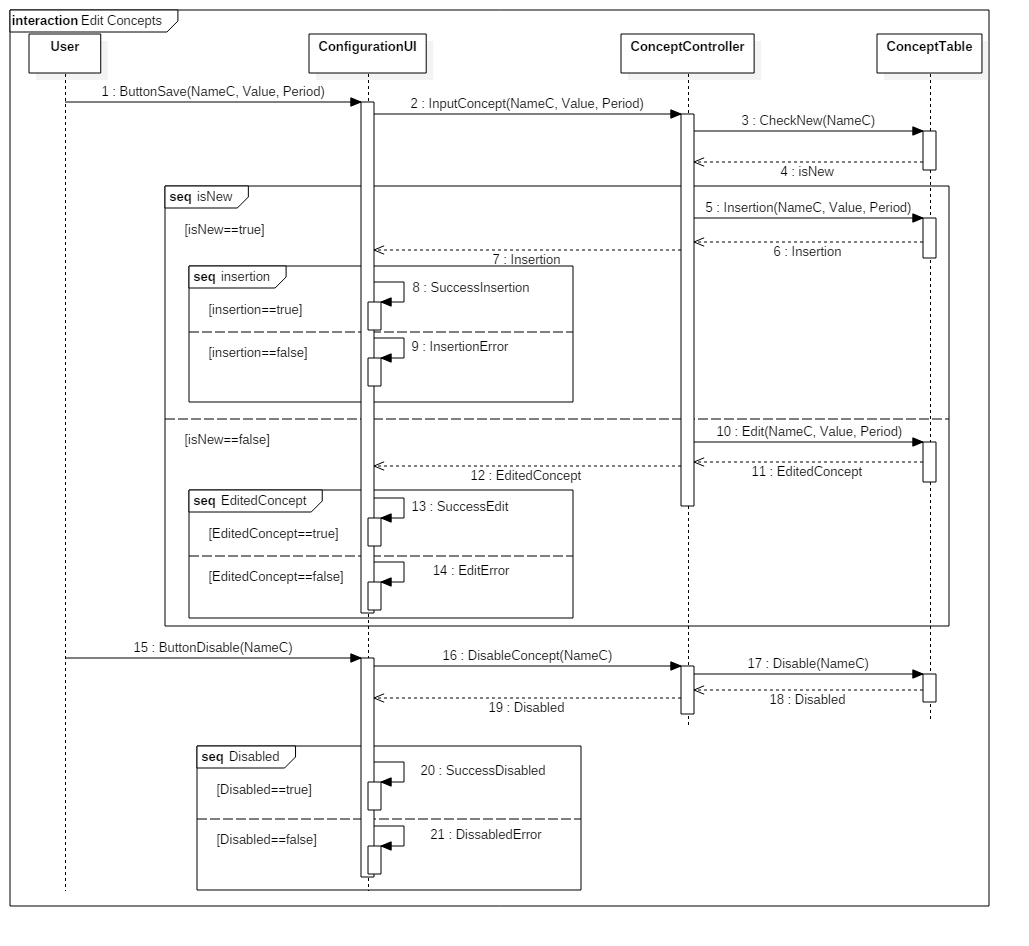 interaction Edit Concepts
User
ConfigurationUI
ConceptController
ConceptTable
1 : ButtonSave(NameC, Value, Period)
2 : InputConcept(NameC, Value, Period)
3 : CheckNew(NameC)
4 : isNew
seq isNew
5 : Insertion(NameC, Value, Period)
[isNew==true]
6 : Insertion
7 : Insertion
seq insertion
8 : SuccessInsertion
[insertion==true]
9 : InsertionError
[insertion==false]
10 : Edit(NameC, Value, Period)
[isNew==false]
11 : EditedConcept
12 : EditedConcept
seq EditedConcept
13 : SuccessEdit
[EditedConcept==true]
14 : EditError
[EditedConcept==false]
15 : ButtonDisable(NameC)
16 : DisableConcept(NameC)
17 : Disable(NameC)
18 : Disabled
19 : Disabled
seq Disabled
20 : SuccessDisabled
[Disabled==true]
21 : DissabledError
[Disabled==false]